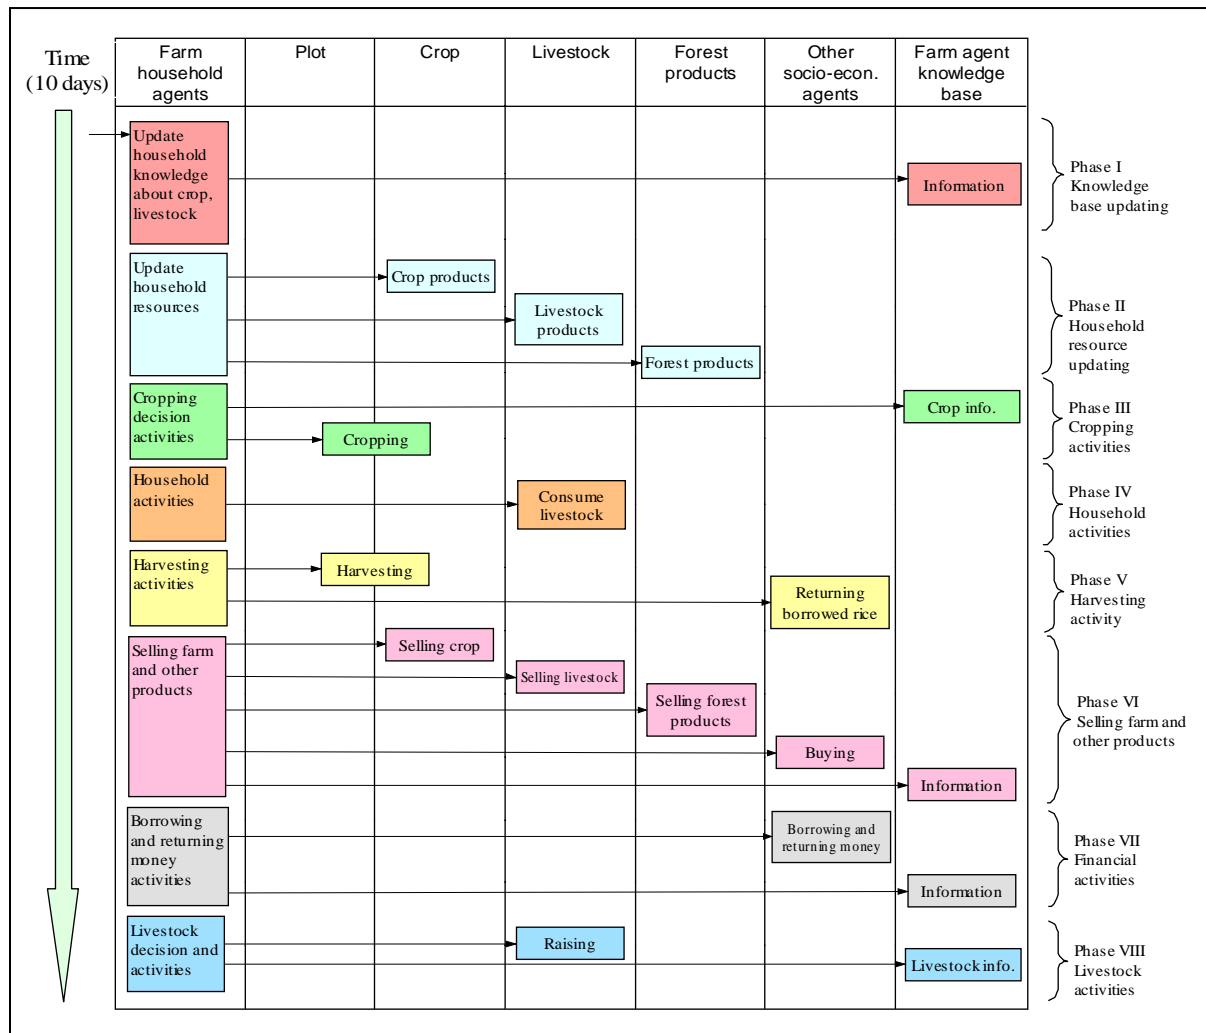 Time
(10 days)
Farm
household
agents
Plot
Crop
Livestock
Forest
products
Other
socio-econ.
agents
Farm agent
knowledge
base
Update
household
knowledge
about crop,
livestock
Information
Phase I
Knowledge
base updating
Update
household
resources
Crop products
Livestock
products
Forest products
Phase II
Household
resource
updating
Cropping
decision
activities
Crop info.
Cropping
Phase III
Cropping
activities
Household
activities
Consume
livestock
Phase IV
Household
activities
Harvesting
activities
Harvesting
Returning
borrowed rice
Phase V
Harvesting
activity
Selling farm
and other
products
Selling crop
Selling livestock
Selling forest
products
Buying
Information
Phase VI
Selling farm and
other products
Borrowing
and returning
money
activities
Borrowing and
returning money
Information
Phase VII
Financial
activities
Livestock
decision and
activities
Raising
Livestock info.
Phase VIII
Livestock
activities